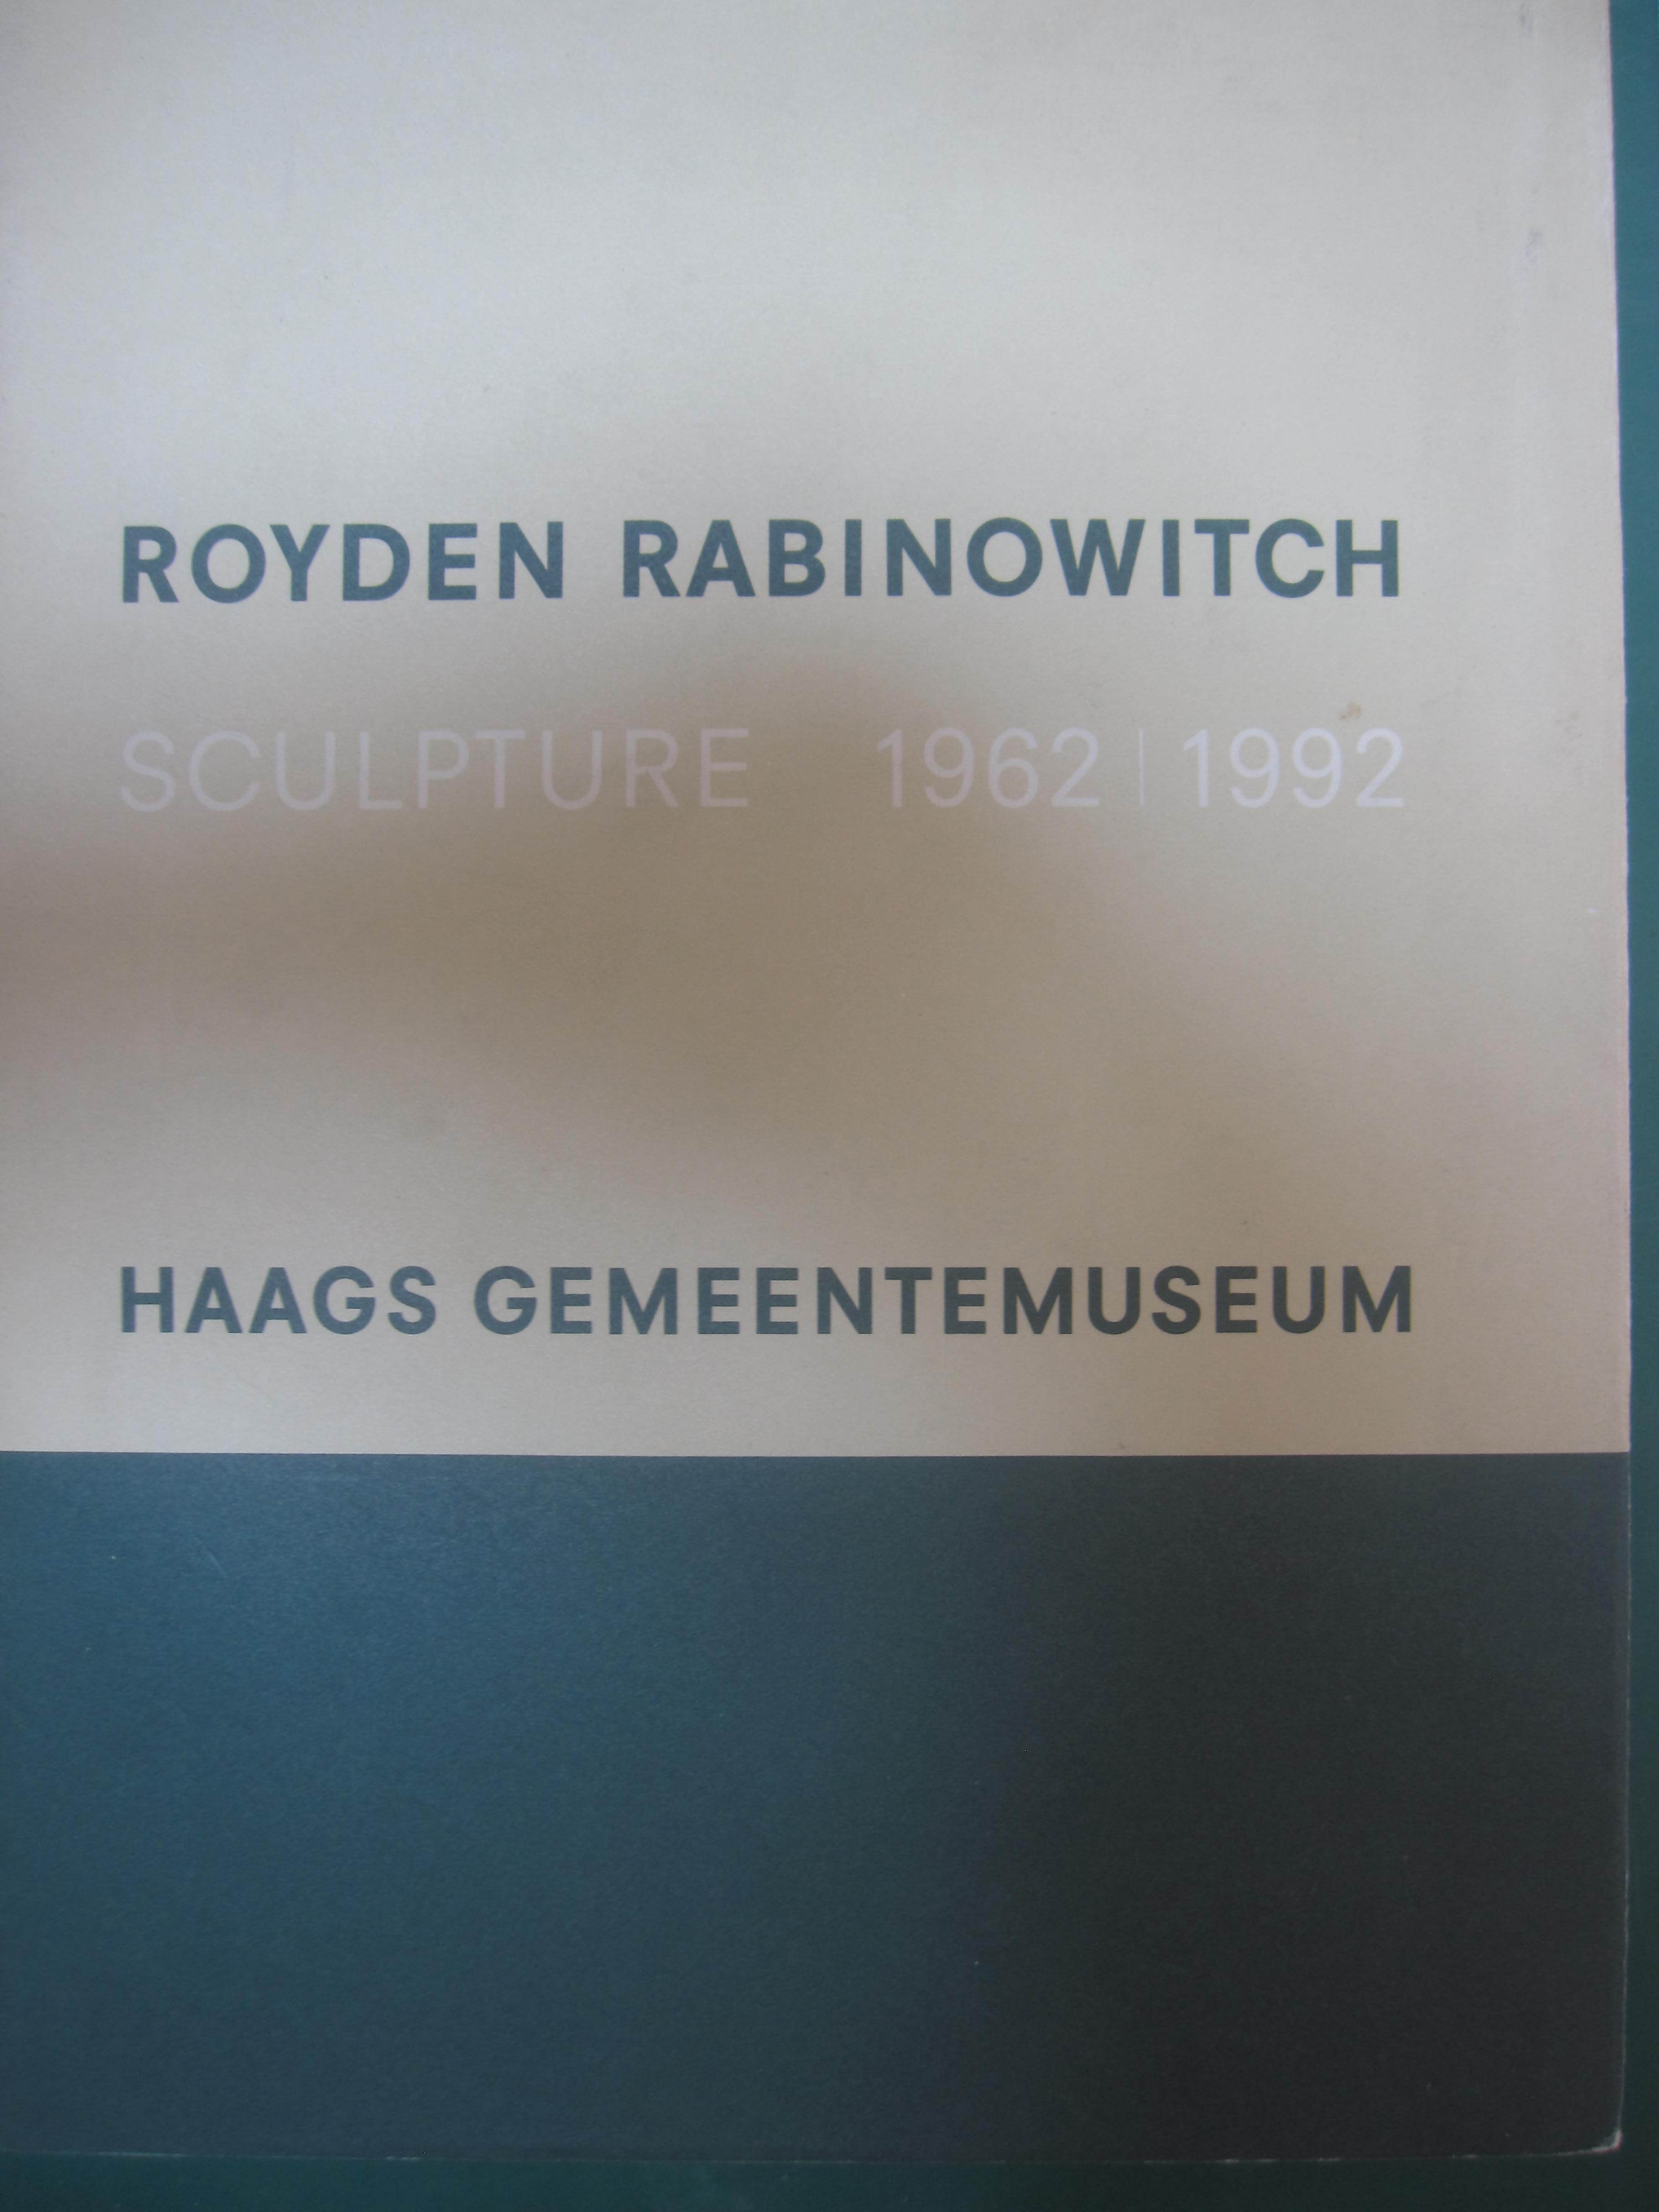 ROYDEN RABINOWITCH
SCULPTURE 1962 | 1992
HAAGS GEMEENTEMUSEUM